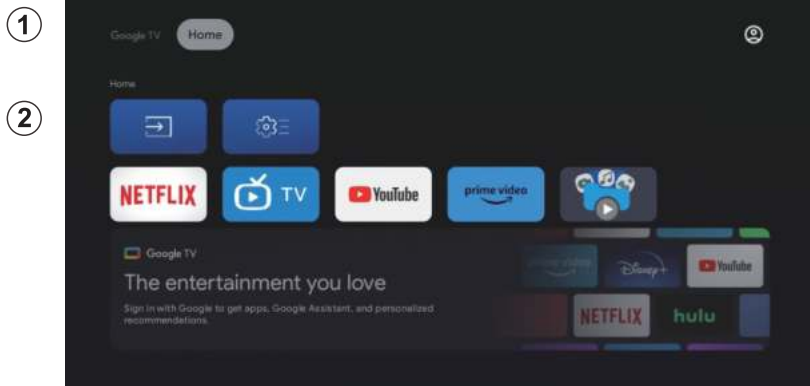 1
Google TV Home
Home
2
NETFLIX TV YouTube prime video
Google TV
The entertainment you love
Sign in with Google to get apps, Google Assistant, and personalized
recommendations.
prime video Disney+ YouTube
NETFLIX hulu